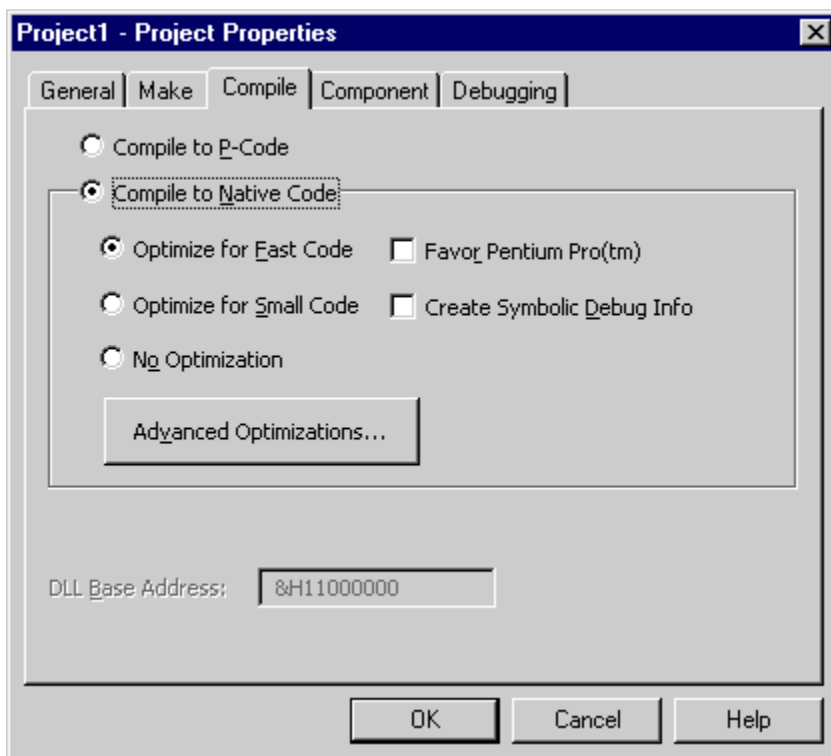 Project1 - Project Properties
General Make Compile Component Debugging
Compile to P-Code
Compile to Native Code
Optimize for Fast Code Favor Pentium Pro(tm)
Optimize for Small Code Create Symbolic Debug Info
No Optimization
Advanced Optimizations...
DLL Base Address: &H11000000
OK Cancel Help